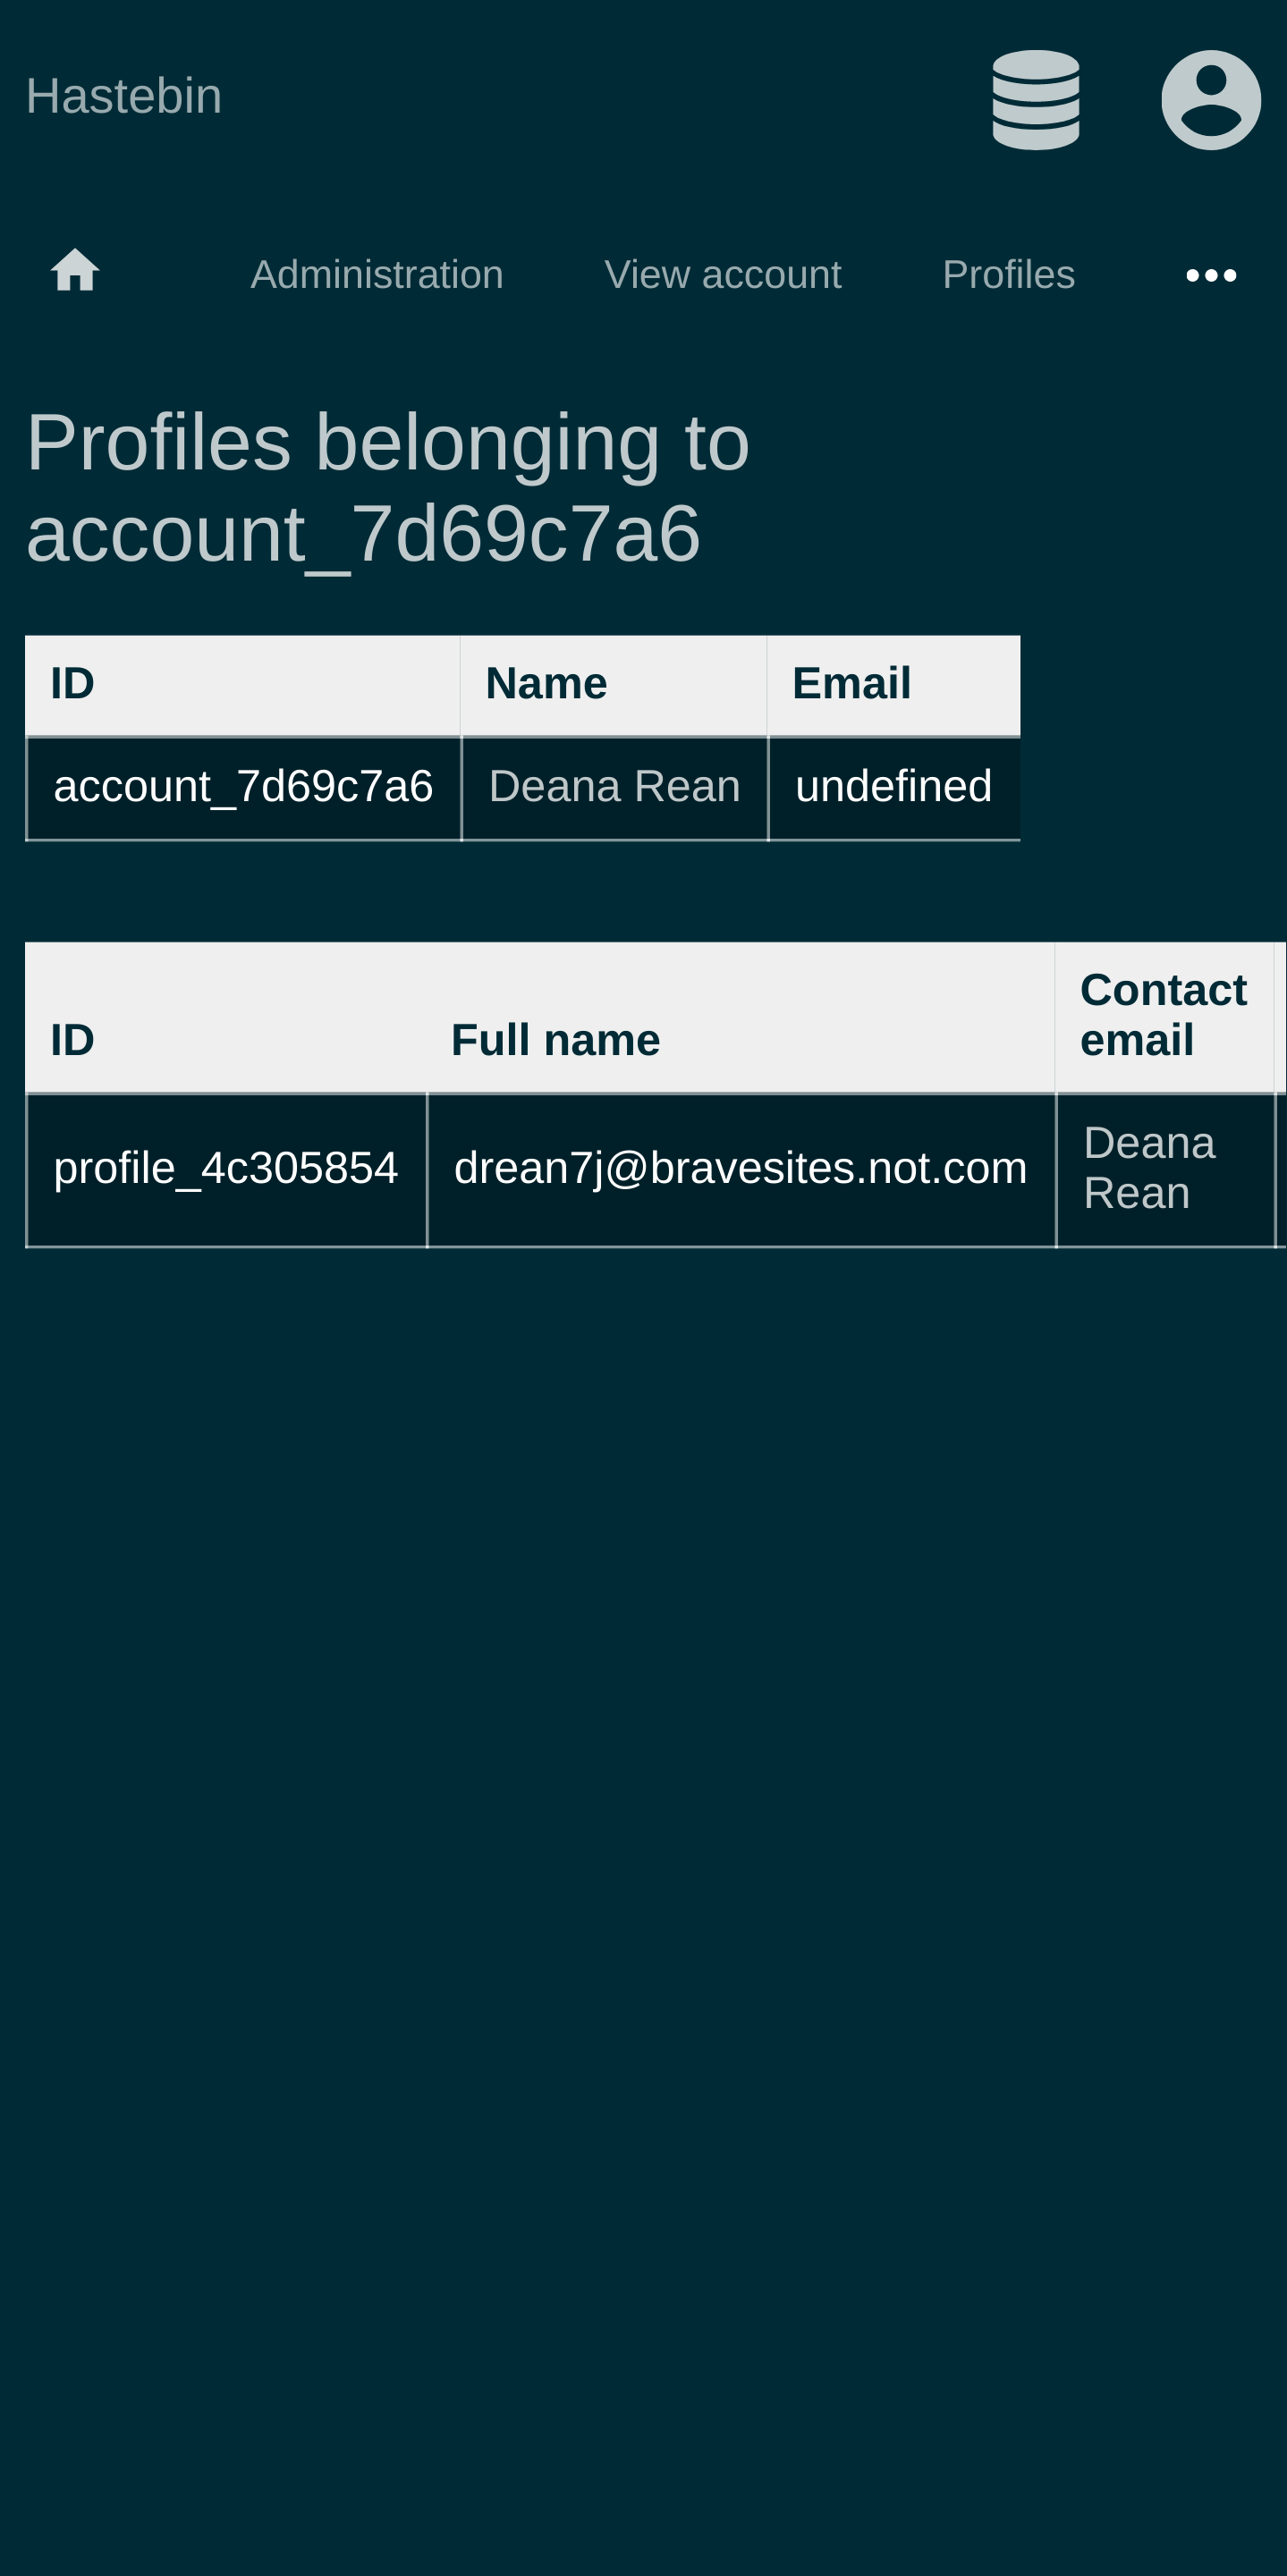 Hastebin
Administration View account Profiles
Profiles belonging to
account_7d69c7a6
ID Name Email
account_7d69c7a6 Deana Rean undefined
ID Full name Contact email
profile_4c305854 drean7j@bravesites.not.com Deana Rean